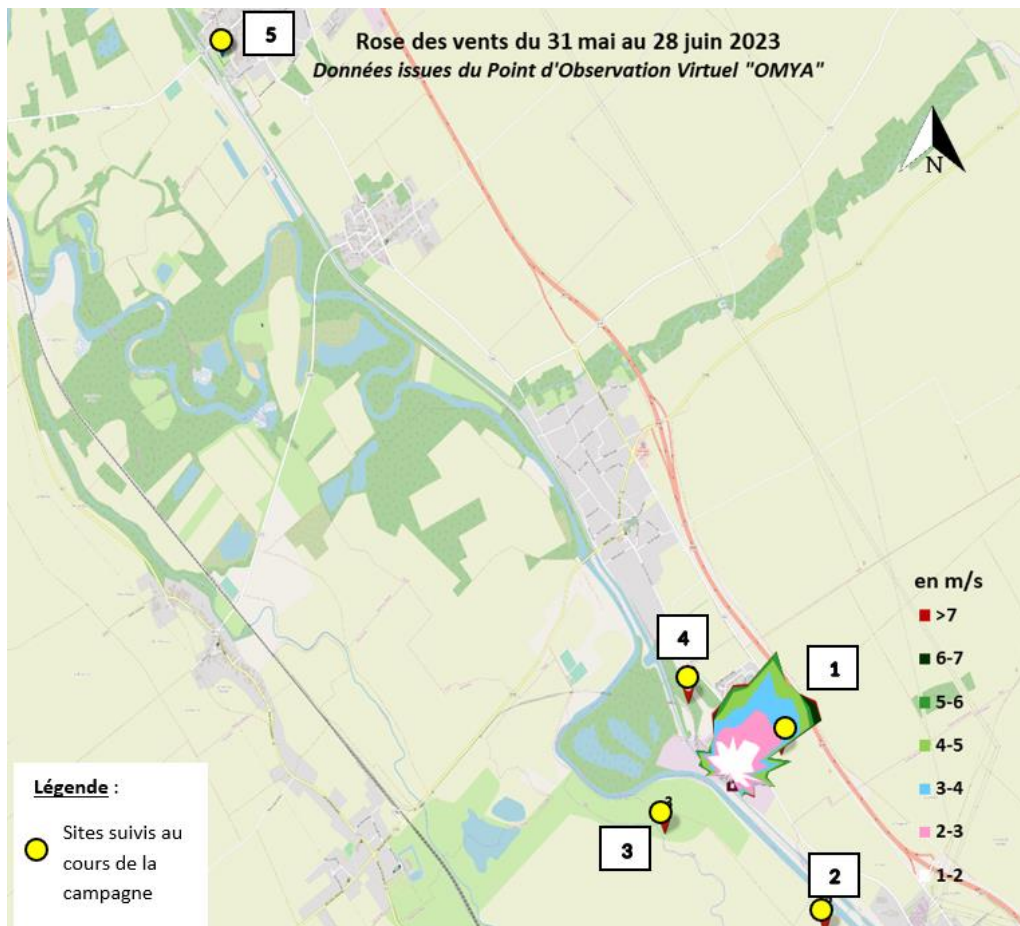 5
Rose des vents du 31 mai au 28 juin 2023
Données issues du Point d'Observation Virtuel "OMYA"
N
en m/s
>7
6-7
5-6
4-5
3-4
2-3
1-2
4
1
3
2
Légende :
Sites suivis au
cours de la
campagne